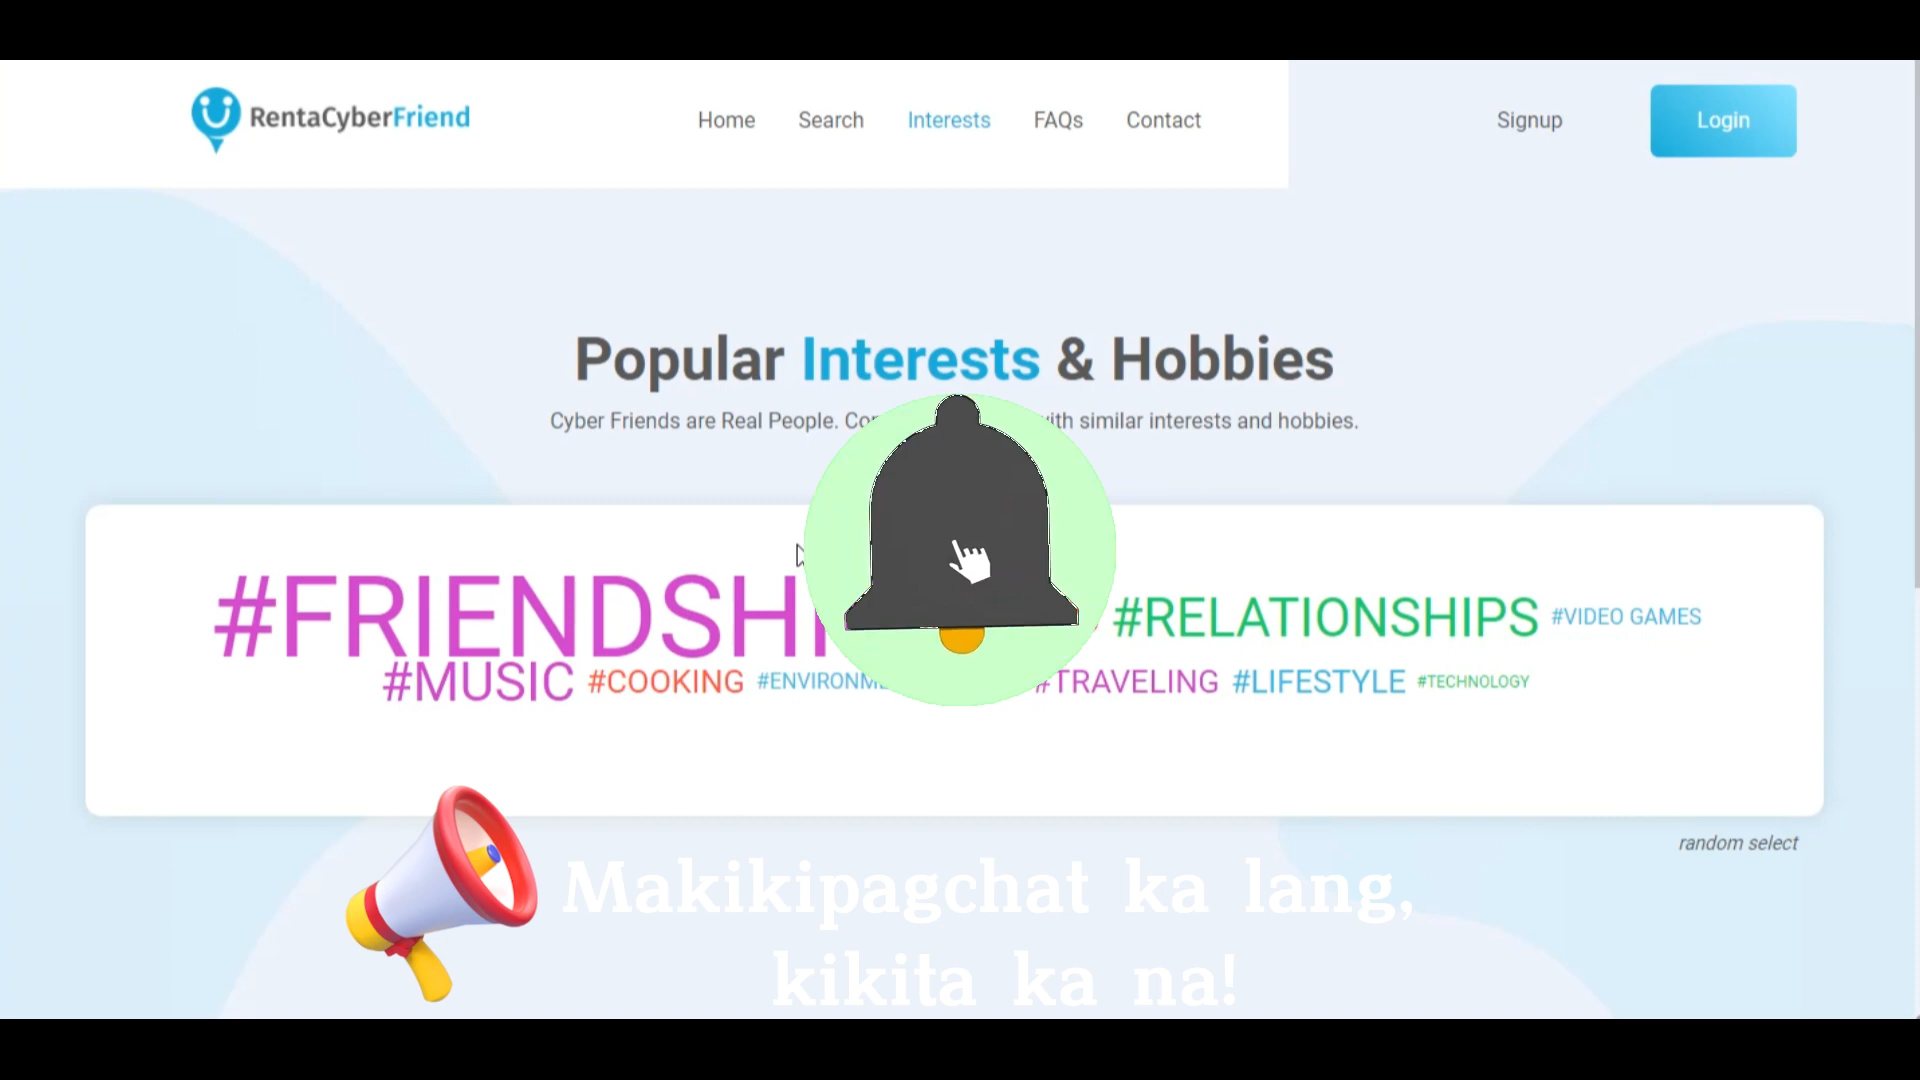 RentaCyberFriend
Home Search Interests FAQs Contact Signup Login
Popular Interests & Hobbies
Cyber Friends are Real People. with similar interests and hobbies.
#RELATIONSHIPS #VIDEO GAMES
#MUSIC #COOKING #TRAVELING #LIFESTYLE #TECHNOLOGY
random select
Makikipagchat ka lang,
kikita ka na!